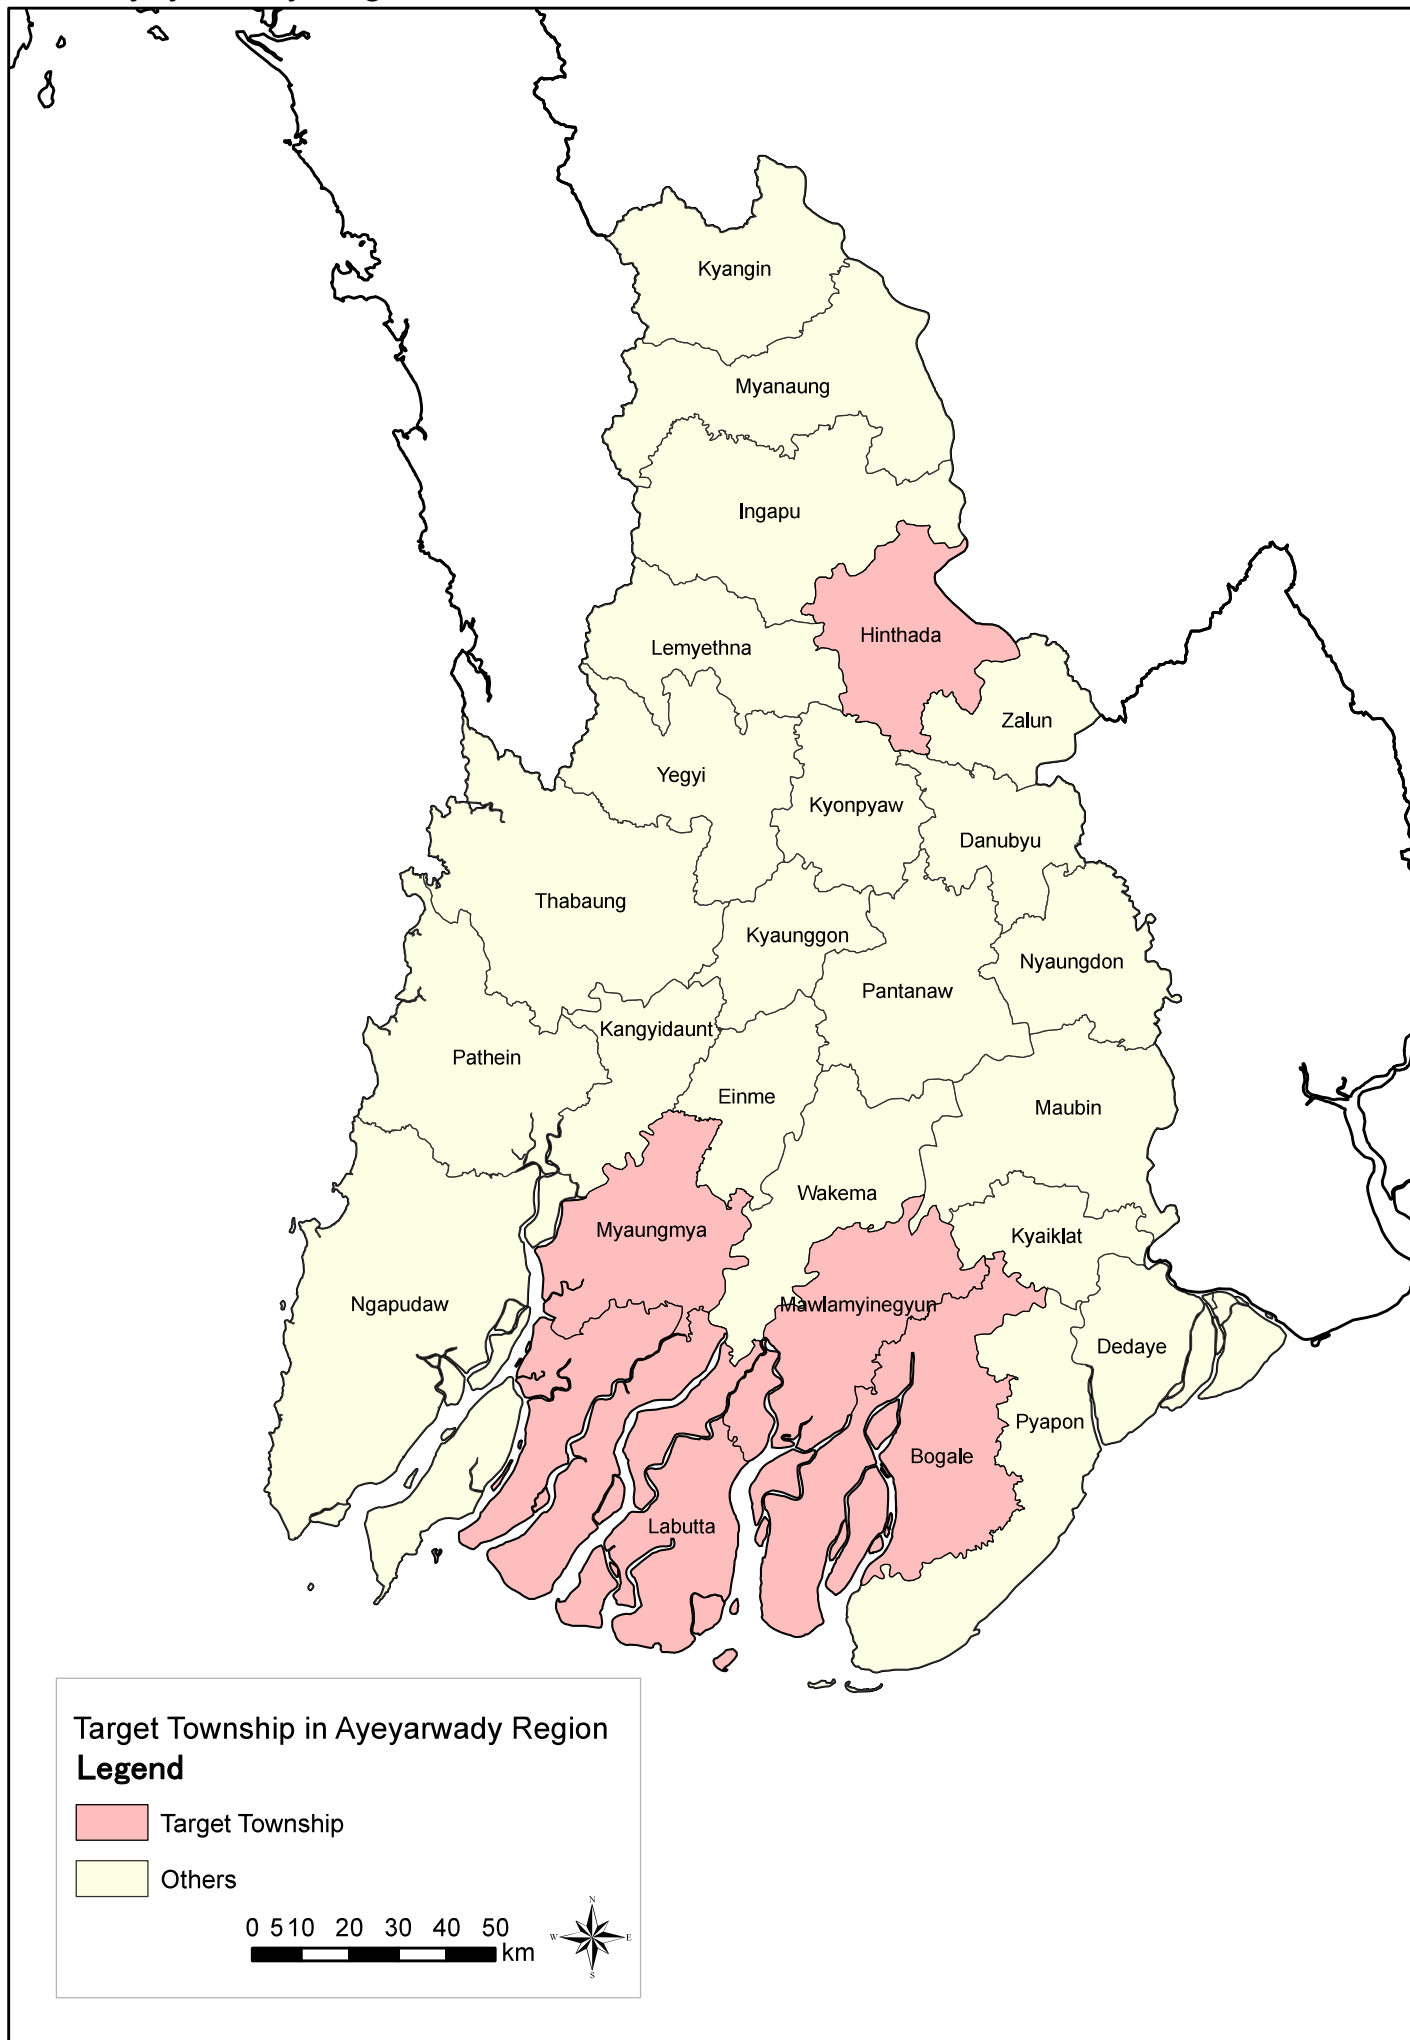 Kyangin
Myanaung
Ingapu
Hinthada
Lemyethna
Zalun
Yegyi
Kyonpyaw
Danubyu
Thabaung
Kyaunggon
Nyaungdon
Pantanaw
Kangyidaunt
Pathein
Einme
Maubin
Wakema
Myaungmya
Kyaiklat
Ngapudaw
Mawlamyinegyun
Dedaye
Pyapon
Bogale
Labutta
Target Township in Ayeyarwady Region
Legend
Target Township
Others
0 5 10 20 30 40 50
km
N
W E
S